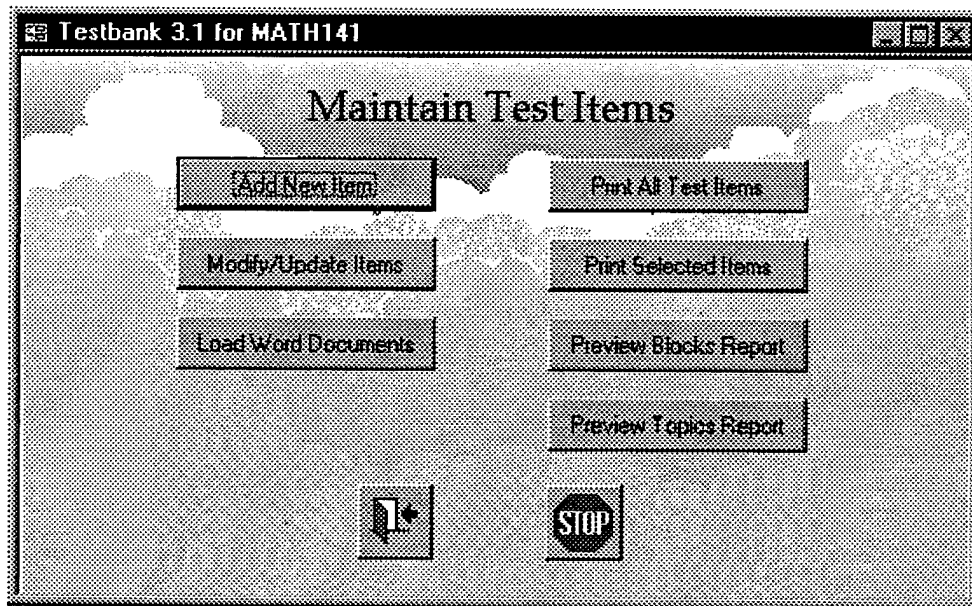 Testbank 3.1 for MATH141
Maintain Test Items
Add New Item
Print All Test Items
Modify/Update Items
Print Selected Items
Load Word Documents
Preview Blocks Report
Preview Topics Report
STOP